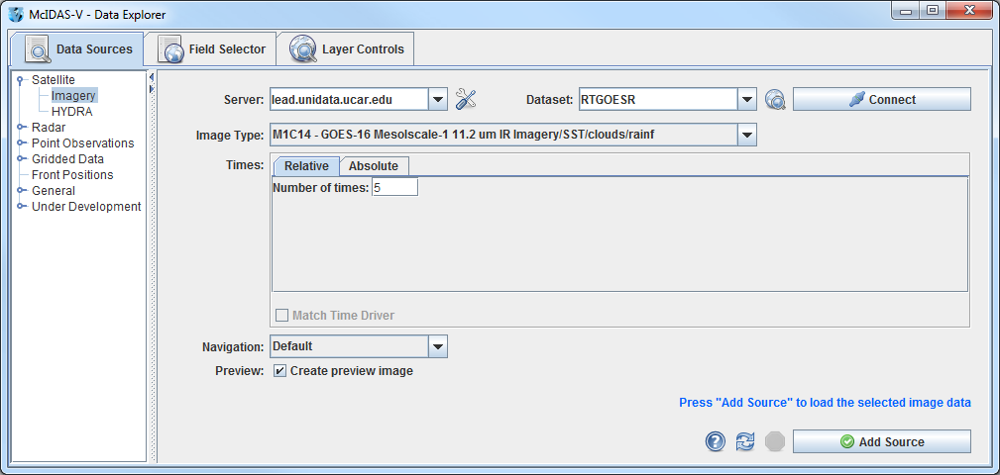 McIDAS-V - Data Explorer
Data Sources
Field Selector
Layer Controls
Satellite
Imagery
HYDRA
Radar
Point Observations
Gridded Data
Front Positions
General
Under Development
Server: lead.unidata.ucar.edu Dataset: RTGOESR Connect
Image Type: M1C14 - GOES-16 Mesolscale-1 11.2 um IR Imagery/SST/clouds/rainf
Times: Relative Absolute
Number of times: 5
Match Time Driver
Navigation: Default
Preview: Create preview image
Press "Add Source" to load the selected image data
? Add Source